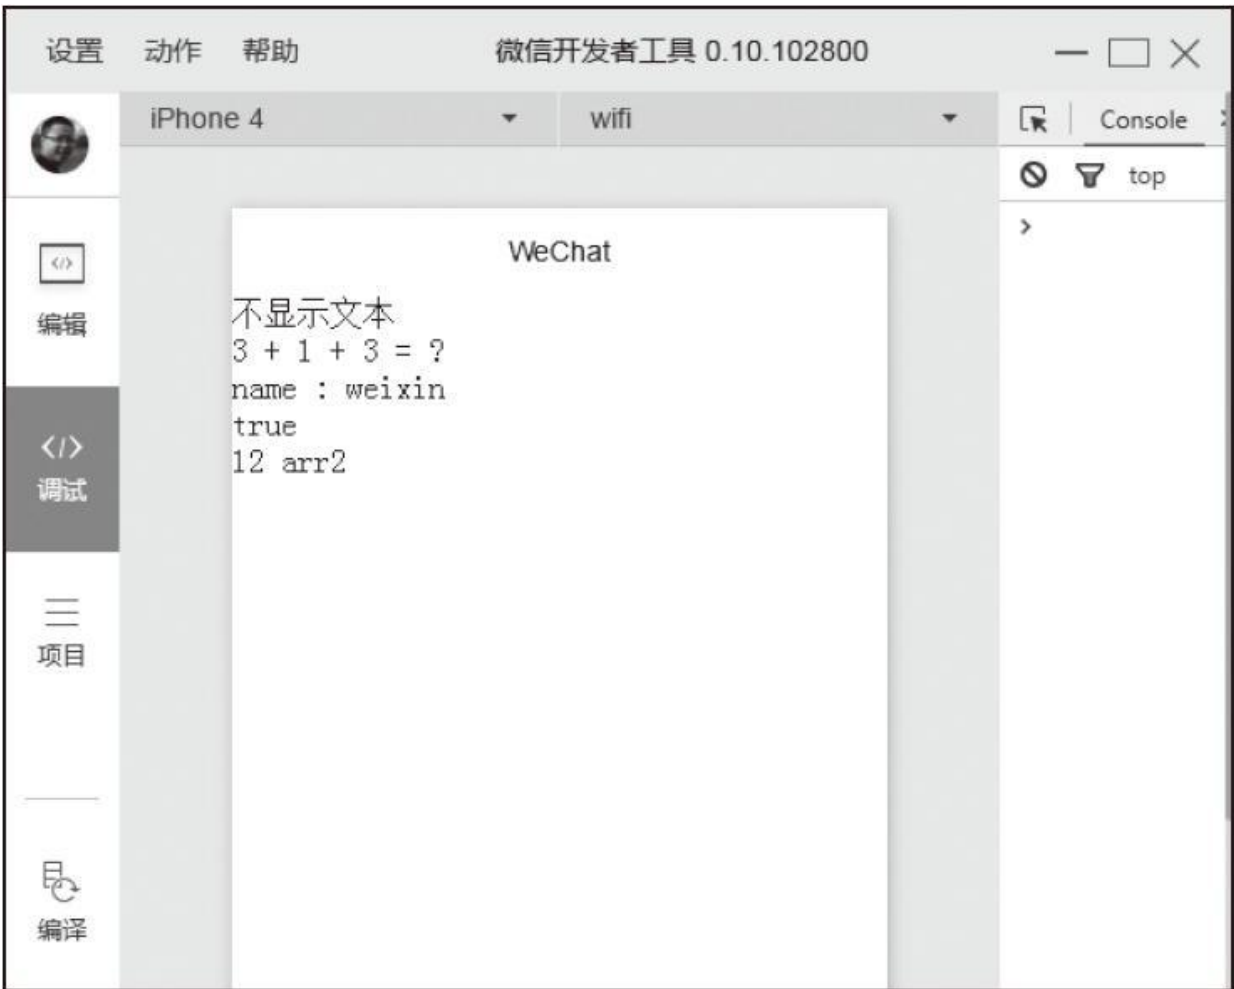 设置 动作 帮助 微信开发者工具 0.10.102800
iPhone 4 wifi Console
top
WeChat
不显示文本
3 + 1 + 3 = ?
name : weixin
true
12 arr2
编辑
调试
项目
编译